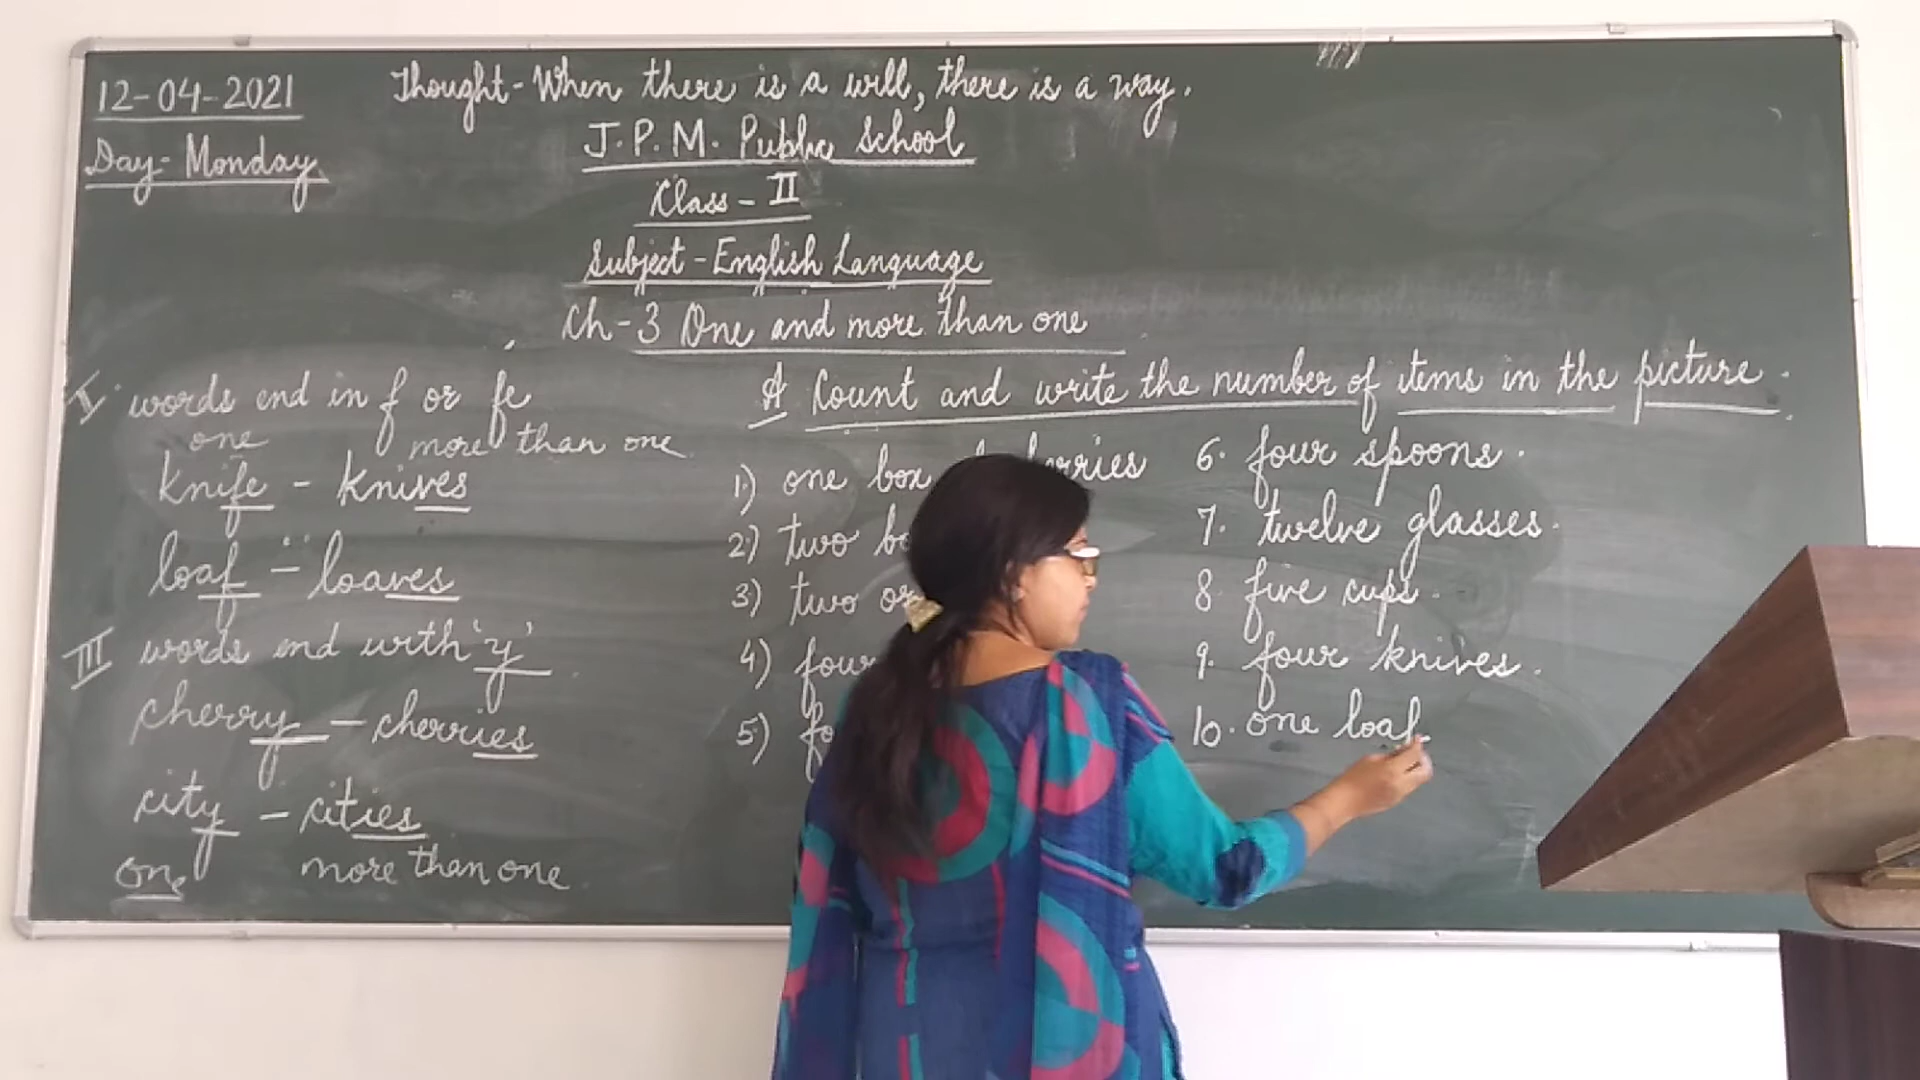 12-04-2021
Day- Monday
Thought- When there is a will, there is a way.
J.P.M. Public School
Class - II
Subject - English Language
Ch-3 One and more than one
words end in f or fe
one more than one
knife - knives
loaf - loaves
III words end with 'y'
cherry - cherries
city - cities
one more than one
A Count and write the number of items in the picture.
1) one box
2) two
3) two
4) four
5)
6. four spoons.
7. twelve glasses.
8 five cups.
9. four knives.
10. one loaf